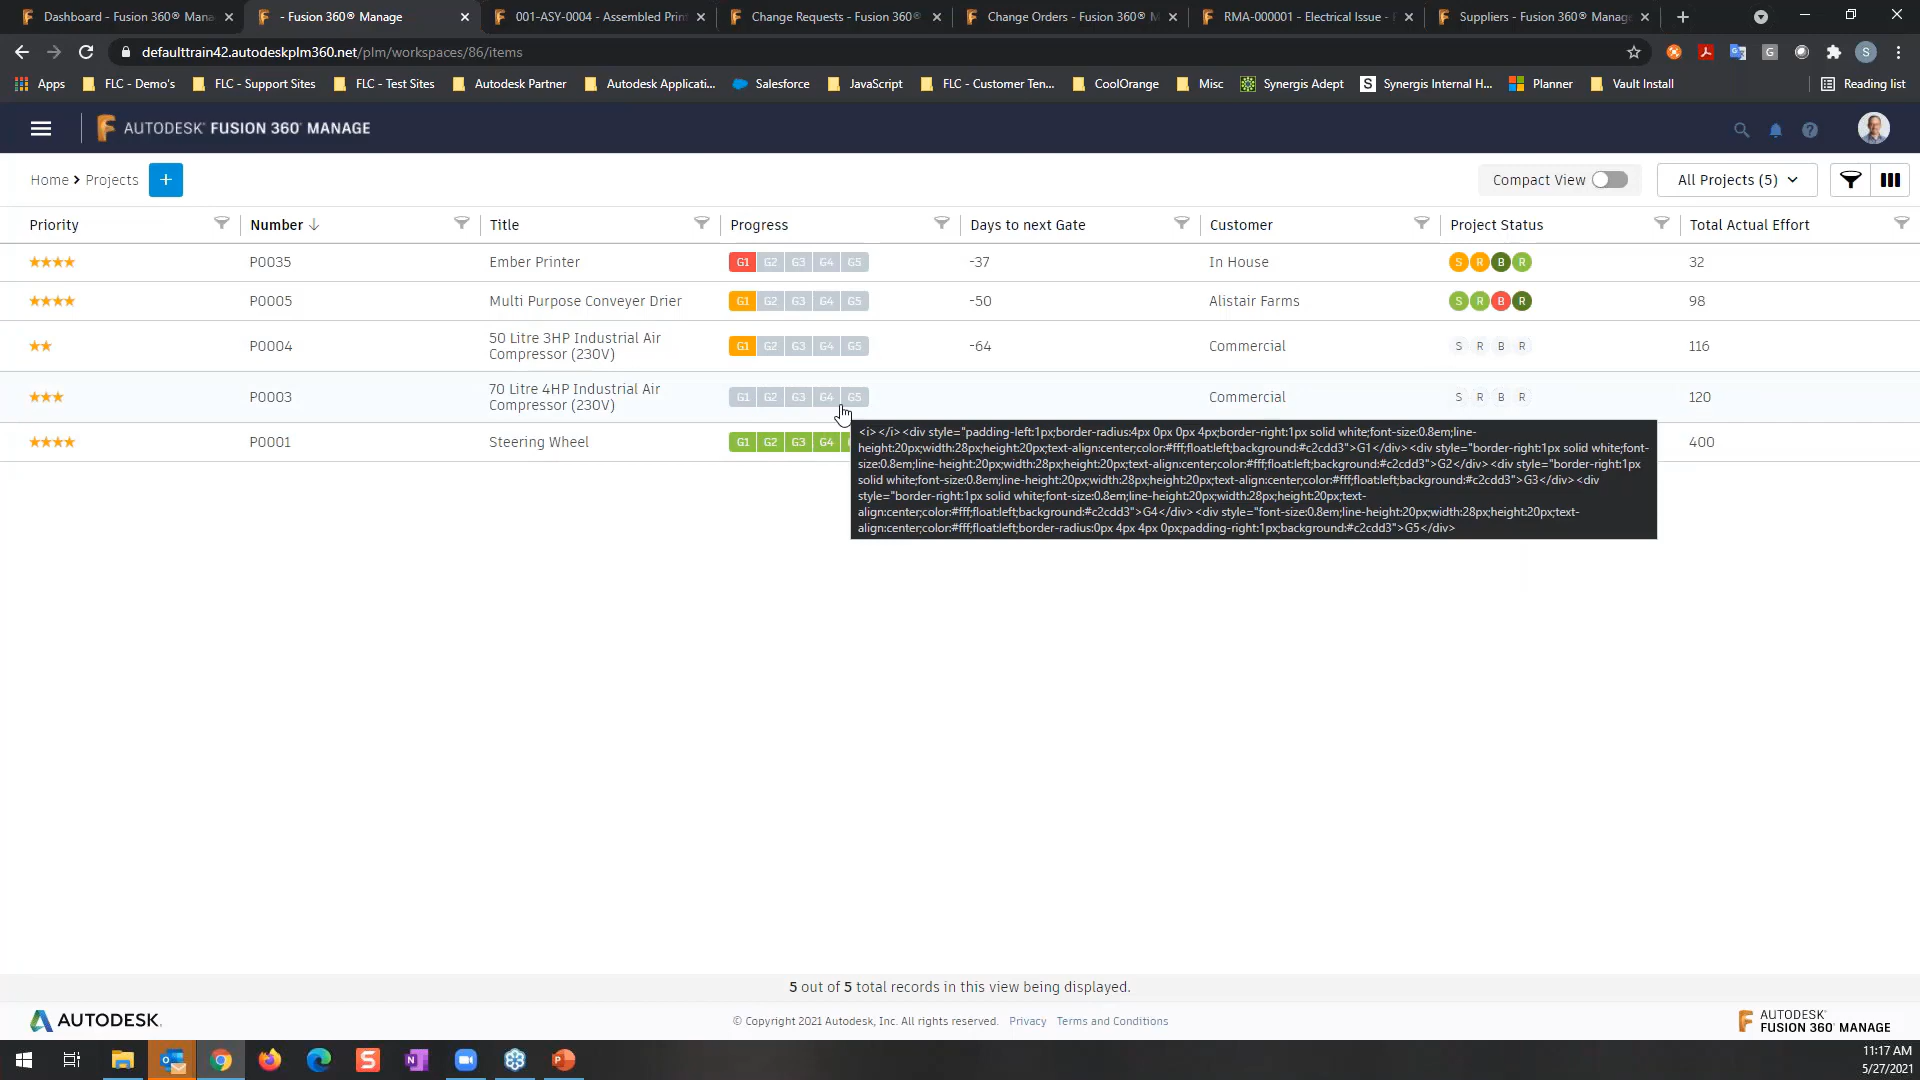 Dashboard - Fusion 360® Mana
- Fusion 360® Manage
001-ASY-0004 - Assembled Prin
Change Requests - Fusion 360®
Change Orders - Fusion 360® M
RMA-000001 - Electrical Issue - F
Suppliers - Fusion 360® Manage
defaulttrain42.autodeskplm360.net/plm/workspaces/86/items
S
Apps
FLC - Demo's
FLC - Support Sites
FLC - Test Sites
Autodesk Partner
Autodesk Applicati...
Salesforce
JavaScript
FLC - Customer Ten...
CoolOrange
Misc
Synergis Adept
Synergis Internal H...
Planner
Vault Install
Reading list
AUTODESK® FUSION 360® MANAGE
Home > Projects +
Compact View
All Projects (5)
Priority Number Title Progress Days to next Gate Customer Project Status Total Actual Effort
P0035 Ember Printer G1 G2 G3 G4 G5 -37 In House S R B R 32
P0005 Multi Purpose Conveyer Drier G1 G2 G3 G4 G5 -50 Alistair Farms S R B R 98
P0004 50 Litre 3HP Industrial Air G1 G2 G3 G4 G5 -64 Commercial S R B R 116
Compressor (230V)
P0003 70 Litre 4HP Industrial Air G1 G2 G3 G4 G5 Commercial S R B R 120
Compressor (230V)
P0001 Steering Wheel G1 G2 G3 G4 400
<i></i><div style="padding-left:1px;border-radius:4px 0px 0px 4px;border-right:1px solid white;font-size:0.8em;line-
height:20px;width:28px;height:20px;text-align:center;color:#fff;float:left;background:#c2cdd3">G1</div><div style="border-right:1px solid white;font-
size:0.8em;line-height:20px;width:28px;height:20px;text-align:center;color:#fff;float:left;background:#c2cdd3">G2</div><div style="border-right:1px
solid white;font-size:0.8em;line-height:20px;width:28px;height:20px;text-align:center;color:#fff;float:left;background:#c2cdd3">G3</div><div
style="border-right:1px solid white;font-size:0.8em;line-height:20px;width:28px;height:20px;text-
align:center;color:#fff;float:left;background:#c2cdd3">G4</div><div style="font-size:0.8em;line-height:20px;width:28px;height:20px;text-
align:center;color:#fff;float:left;border-radius:0px 4px 4px 0px;padding-right:1px;background:#c2cdd3">G5</div>
5 out of 5 total records in this view being displayed.
AUTODESK.
© Copyright 2021 Autodesk, Inc. All rights reserved. Privacy Terms and Conditions
AUTODESK®
FUSION 360® MANAGE
11:17 AM
5/27/2021